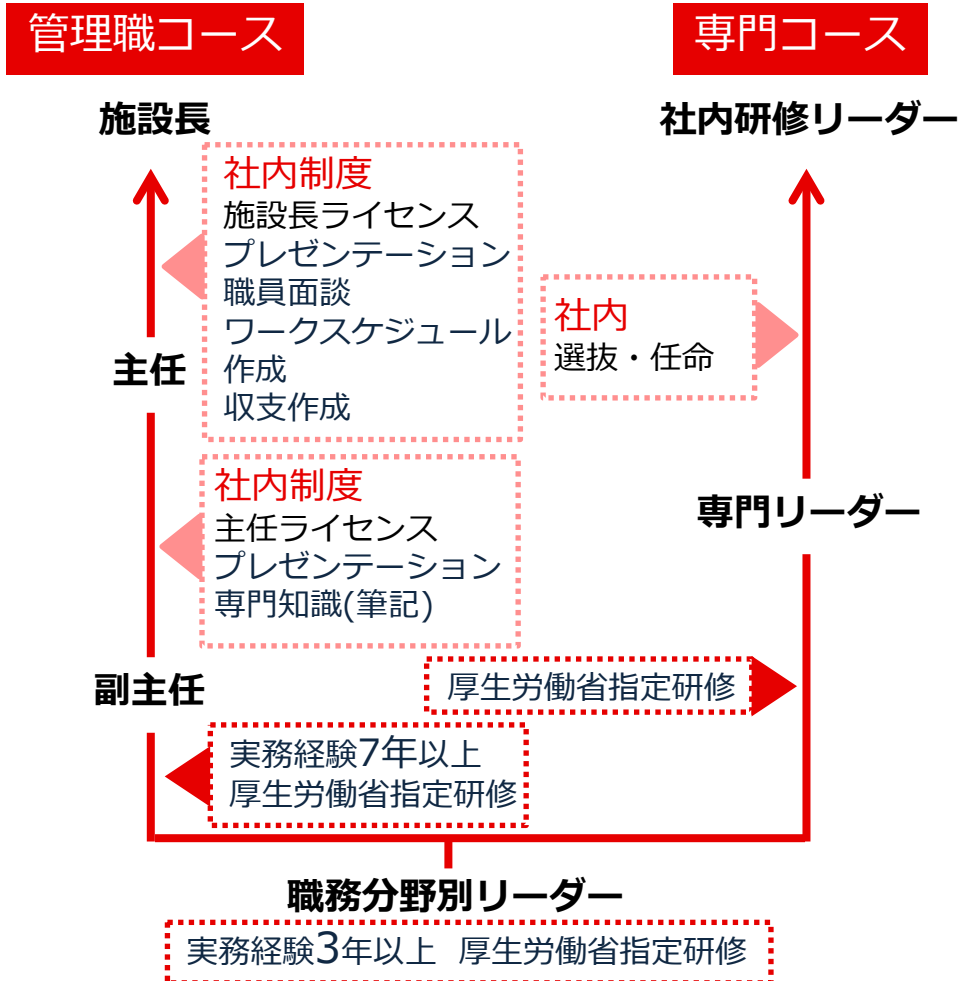 管理職コース
専門コース
施設長
社内研修リーダー
社内制度
施設長ライセンス
プレゼンテーション
職員面談
ワークスケジュール
作成
収支作成
社内
選抜・任命
主任
社内制度
主任ライセンス
プレゼンテーション
専門知識(筆記)
専門リーダー
厚生労働省指定研修
副主任
実務経験7年以上
厚生労働省指定研修
職務分野別リーダー
実務経験3年以上 厚生労働省指定研修